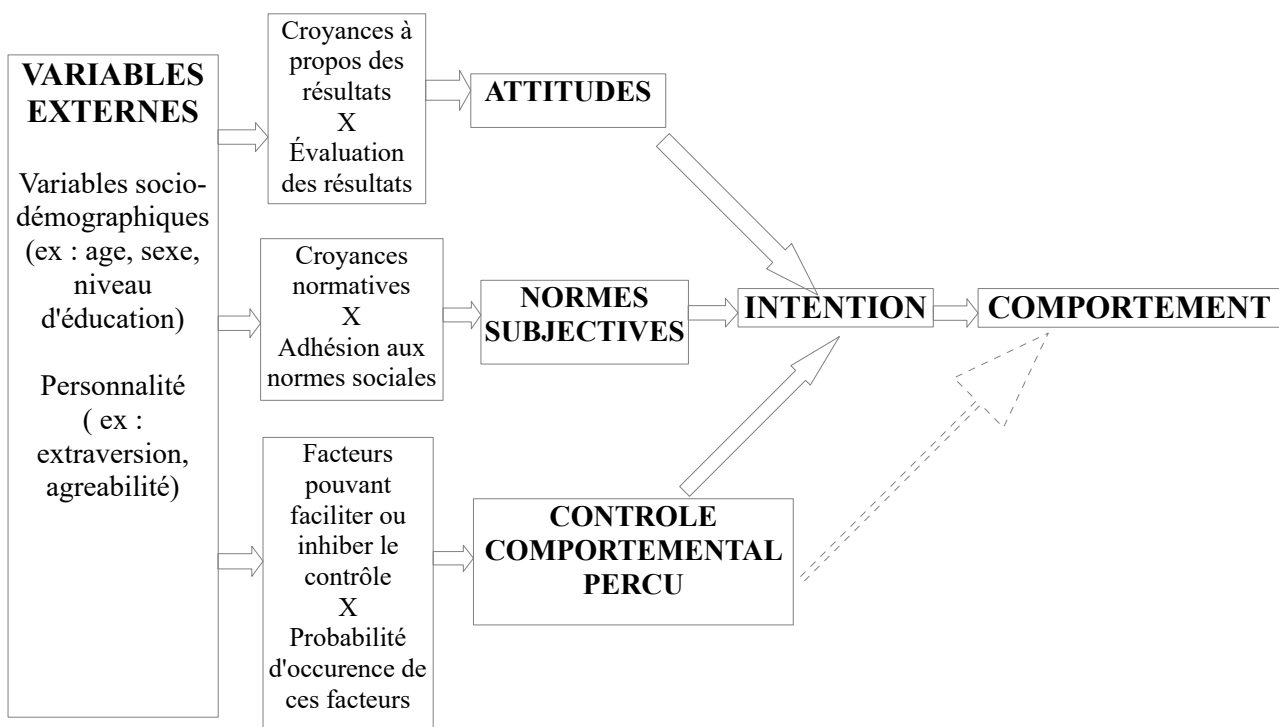 VARIABLES
EXTERNES
Variables socio-
démographiques
(ex : age, sexe,
niveau
d'éducation)
Personnalité
( ex :
extraversion,
agreabilité)
Croyances à
propos des
résultats
X
Évaluation
des résultats
ATTITUDES
Croyances
normatives
X
Adhésion aux
normes sociales
NORMES
SUBJECTIVES
INTENTION
COMPORTEMENT
Facteurs
pouvant
faciliter ou
inhiber le
contrôle
X
Probabilité
d'occurence de
ces facteurs
CONTROLE
COMPORTEMENTAL
PERCU